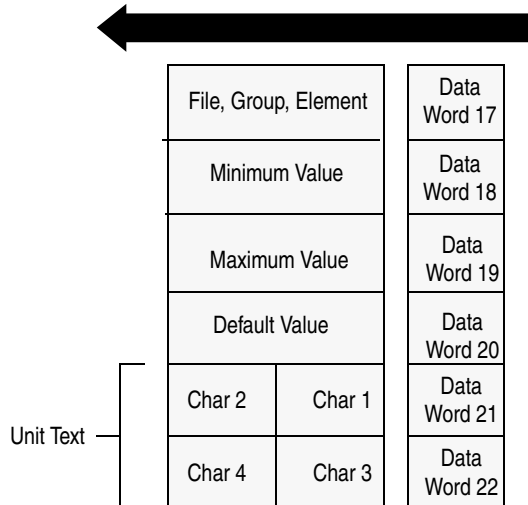 File, Group, Element
Data
Word 17
Minimum Value
Data
Word 18
Maximum Value
Data
Word 19
Default Value
Data
Word 20
Unit Text
Char 2
Char 1
Data
Word 21
Char 4
Char 3
Data
Word 22